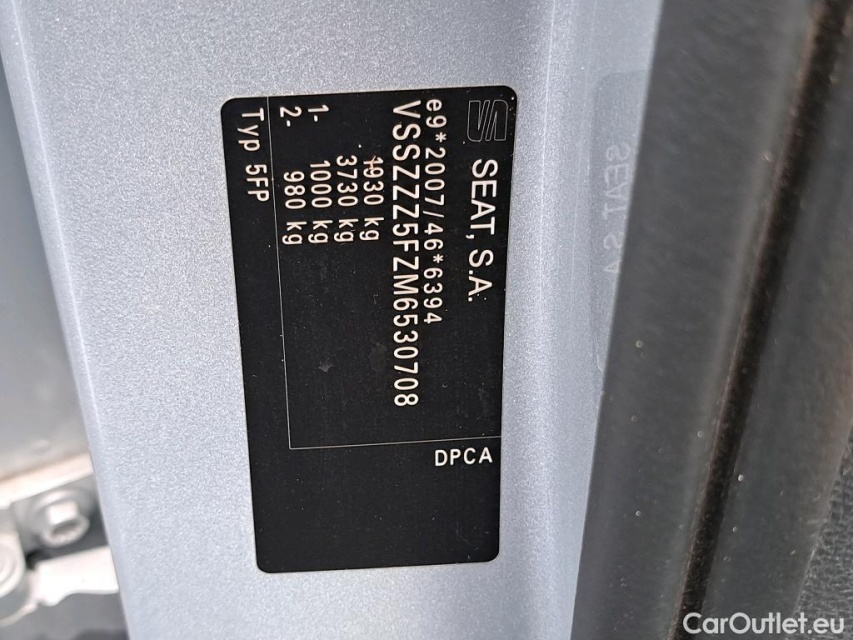 SEAT, S.A.
e9*2007/46*6394
VSSZZZ5FZM6530708
1930 kg
3730 kg
1- 1000 kg
2- 980 kg
Typ 5FP
DPCA
SEAT S.A
CarOutlet.eu